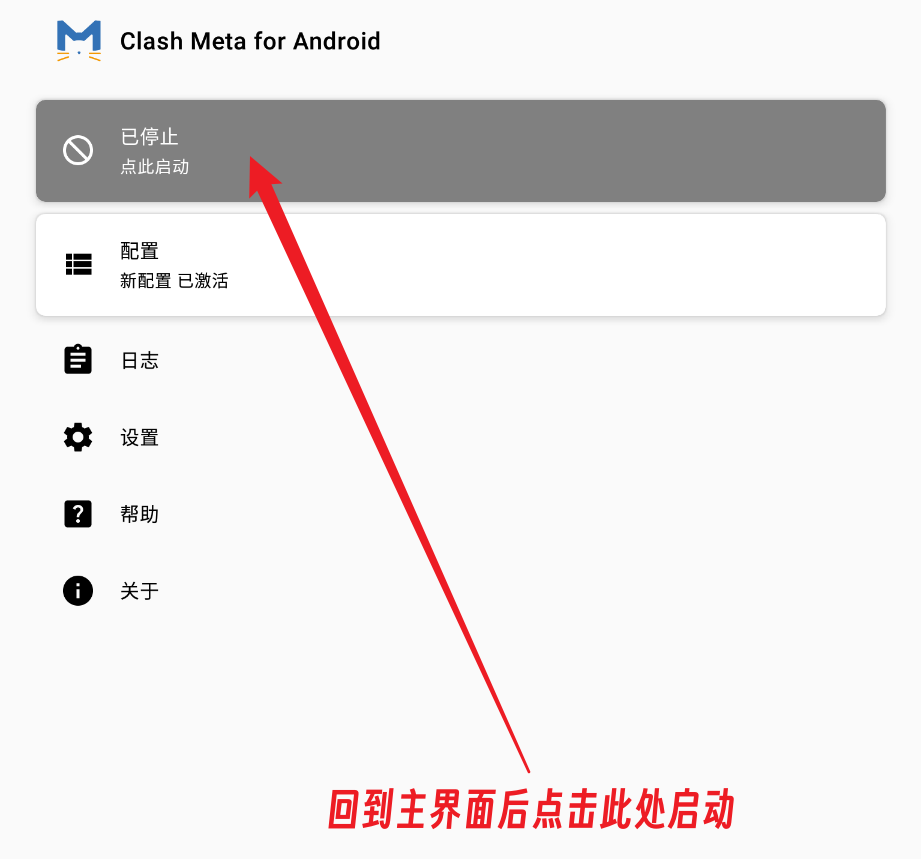 Clash Meta for Android
已停止
点此启动
配置
新配置 已激活
日志
设置
帮助
关于
回到主界面后点击此处启动